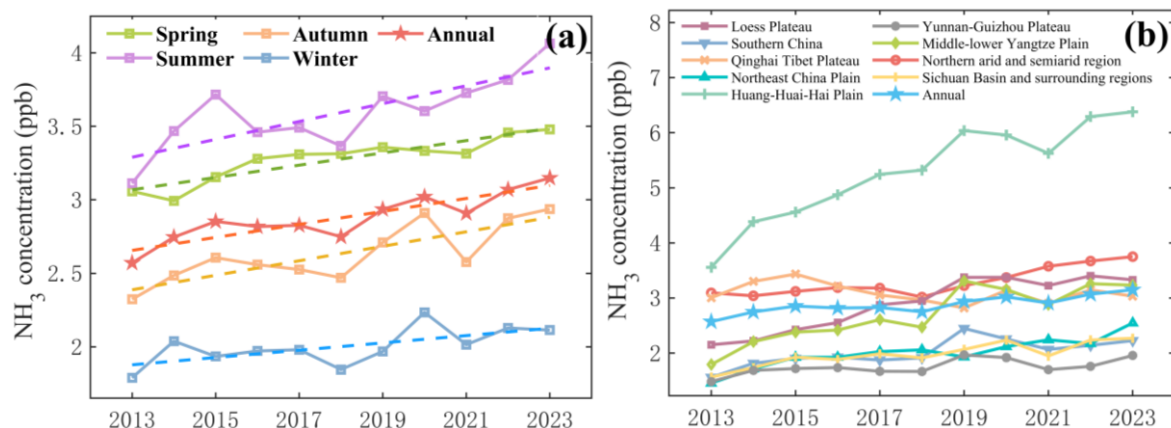 (a)
Spring Autumn Annual
Summer Winter
NH3 concentration (ppb)
4
3.5
3
2.5
2
2013 2015 2017 2019 2021 2023
(b)
Loess Plateau Yunnan-Guizhou Plateau
Southern China Middle-lower Yangtze Plain
Qinghai Tibet Plateau Northern arid and semiarid region
Northeast China Plain Sichuan Basin and surrounding regions
Huang-Huai-Hai Plain Annual
NH3 concentration (ppb)
8
7
6
5
4
3
2
2013 2015 2017 2019 2021 2023